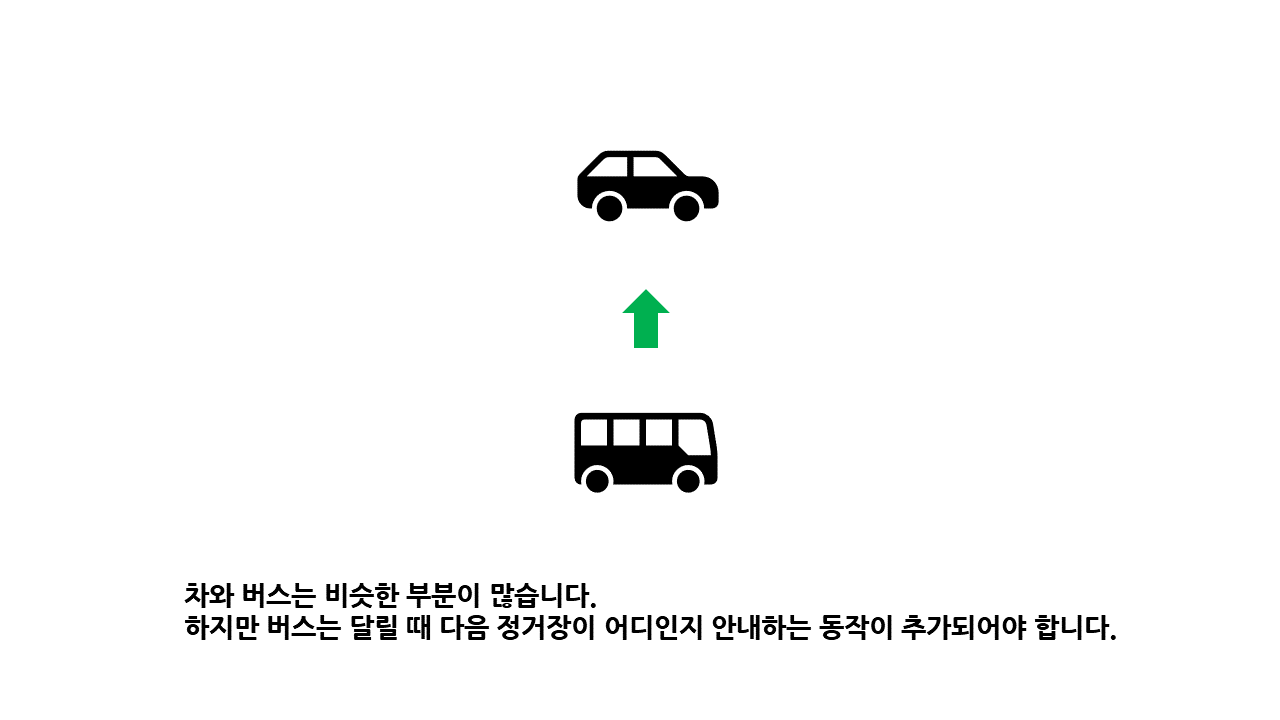 차와 버스는 비슷한 부분이 많습니다.
하지만 버스는 달릴 때 다음 정거장이 어디인지 안내하는 동작이 추가되어야 합니다.